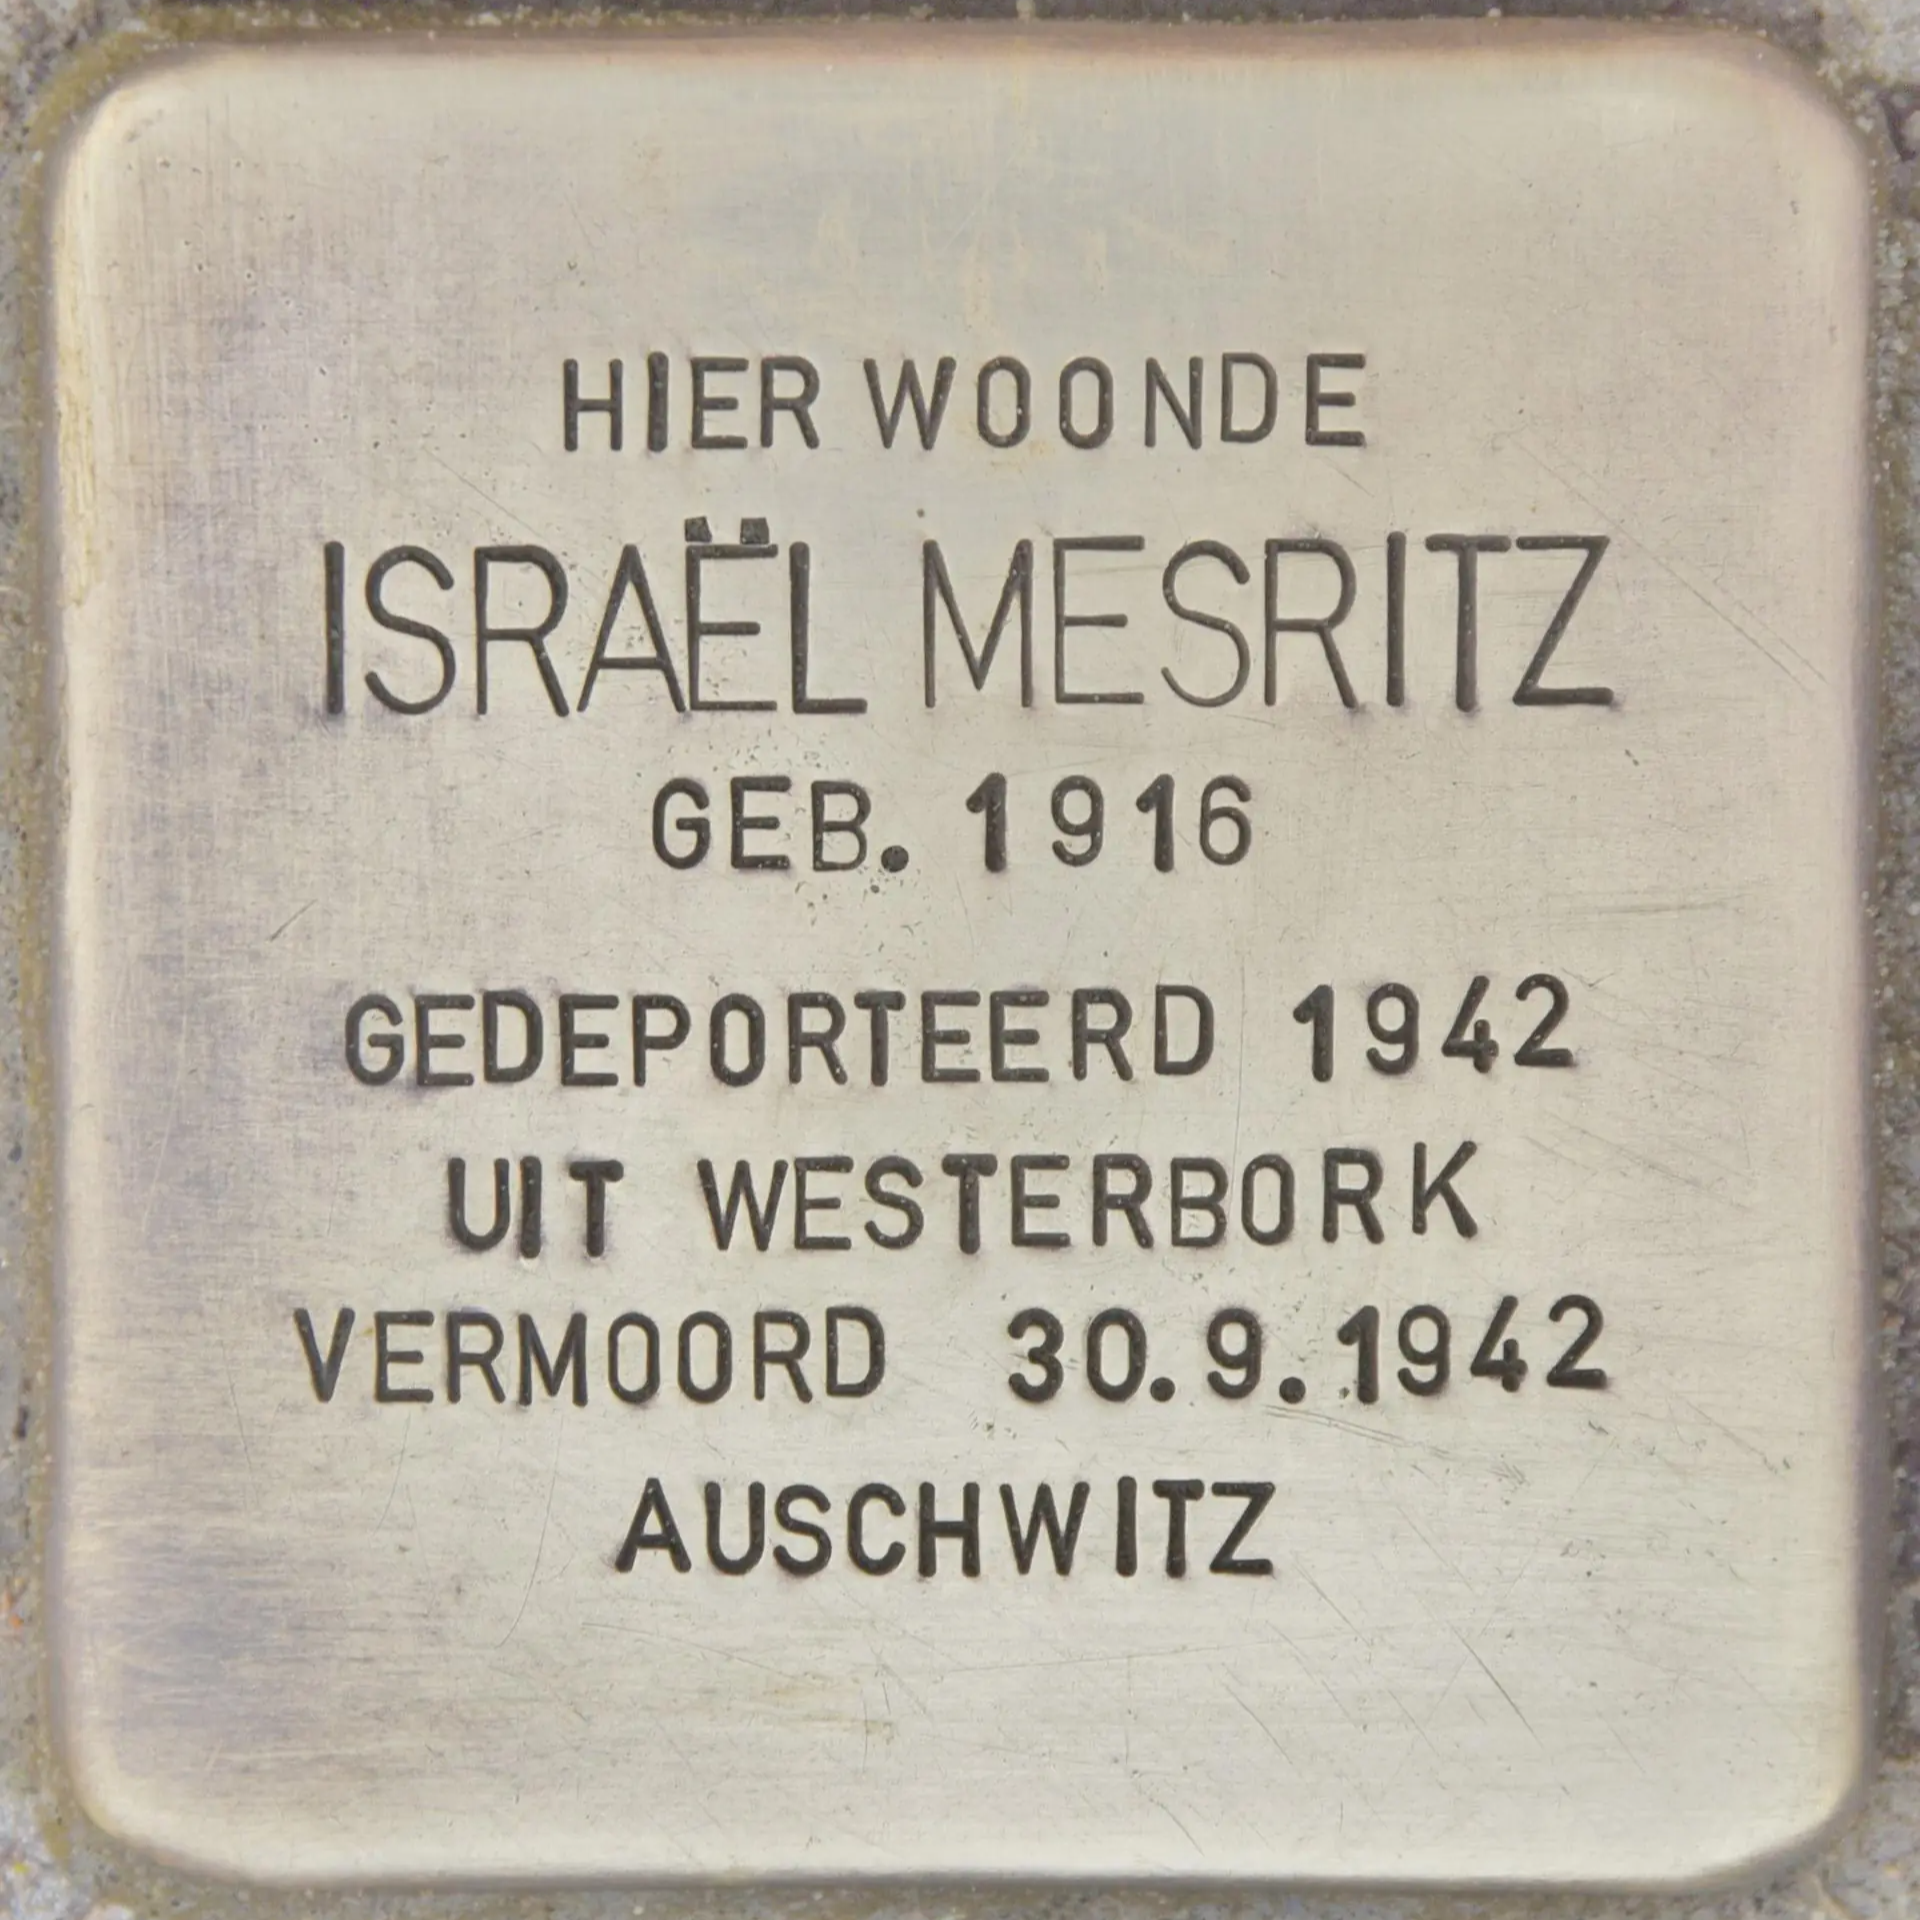 HIER WOONDE
ISRAËL MESRITZ
GEB. 1916
GEDEPORTEERD 1942
UIT WESTERBORK
VERMOORD 30.9.1942
AUSCHWITZ